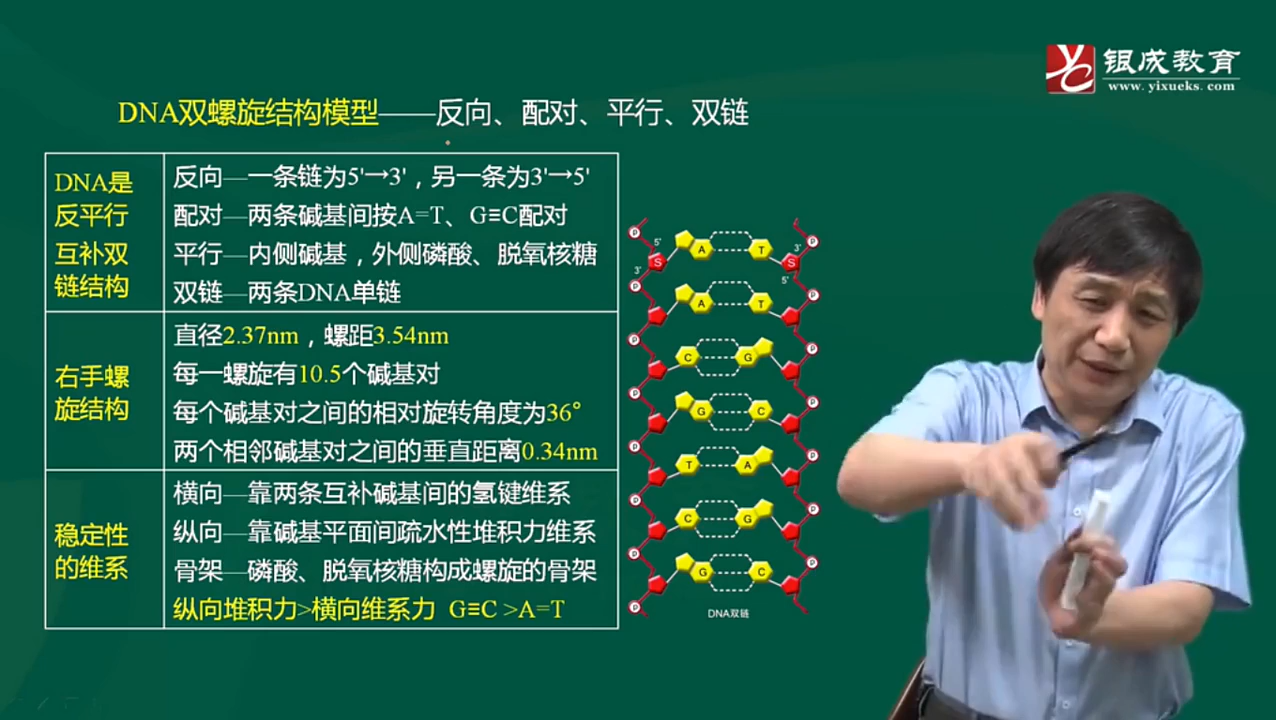 银成教育
www.yixueks.com
DNA双螺旋结构模型——反向、配对、平行、双链
DNA是
反平行
互补双
链结构
反向—一条链为5'→3'，另一条为3'→5'
配对—两条碱基间按A=T、G≡C配对
平行—内侧碱基，外侧磷酸、脱氧核糖
双链—两条DNA单链
右手螺
旋结构
直径2.37nm，螺距3.54nm
每一螺旋有10.5个碱基对
每个碱基对之间的相对旋转角度为36°
两个相邻碱基对之间的垂直距离0.34nm
稳定性
的维系
横向—靠两条互补碱基间的氢键维系
纵向—靠碱基平面间疏水性堆积力维系
骨架—磷酸、脱氧核糖构成螺旋的骨架
纵向堆积力>横向维系力 G≡C >A=T
P P
5' A T 3'
3' S S 5'
P P
A T
P P
C G
P P
G C
P P
T A
P P
C G
P P
G C
P P
DNA双链